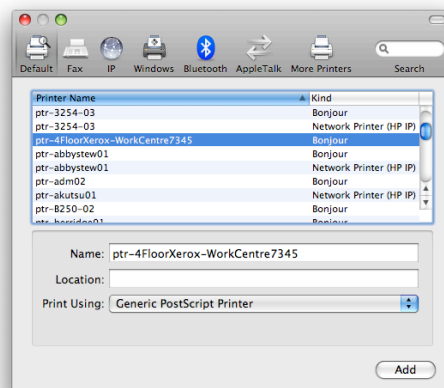 Default Fax IP Windows Bluetooth AppleTalk More Printers Search
Printer Name Kind
ptr-3254-03 Bonjour
ptr-3254-03 Network Printer (HP IP)
ptr-4FloorXerox-WorkCentre7345 Bonjour
ptr-abbystew01 Bonjour
ptr-abbystew01 Network Printer (HP IP)
ptr-adm02 Bonjour
ptr-akutsu01 Network Printer (HP IP)
ptr-B250-02 Bonjour
Bonjour
Name: ptr-4FloorXerox-WorkCentre7345
Location:
Print Using: Generic PostScript Printer
Add